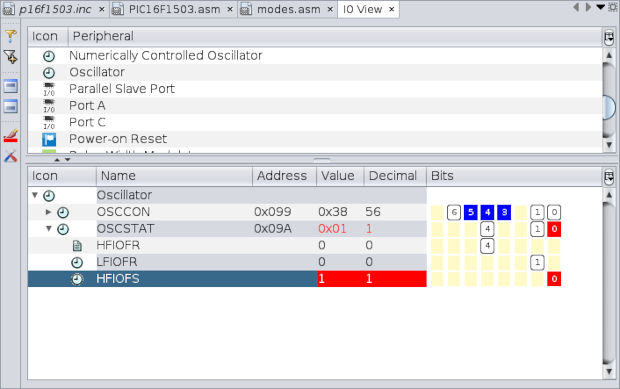 p16f1503.inc PIC16F1503.asm modes.asm IO View
Icon Peripheral
Numerically Controlled Oscillator
Oscillator
I/O Parallel Slave Port
I/O Port A
I/O Port C
Power-on Reset
Icon Name Address Value Decimal Bits
Oscillator
OSCCON 0x099 0x38 56 6 5 4 3 1 0
OSCSTAT 0x09A 0x01 1 4 1 0
HFIOFR 0 0 4
LFIOFR 0 0 1
HFIOFS 1 1 0